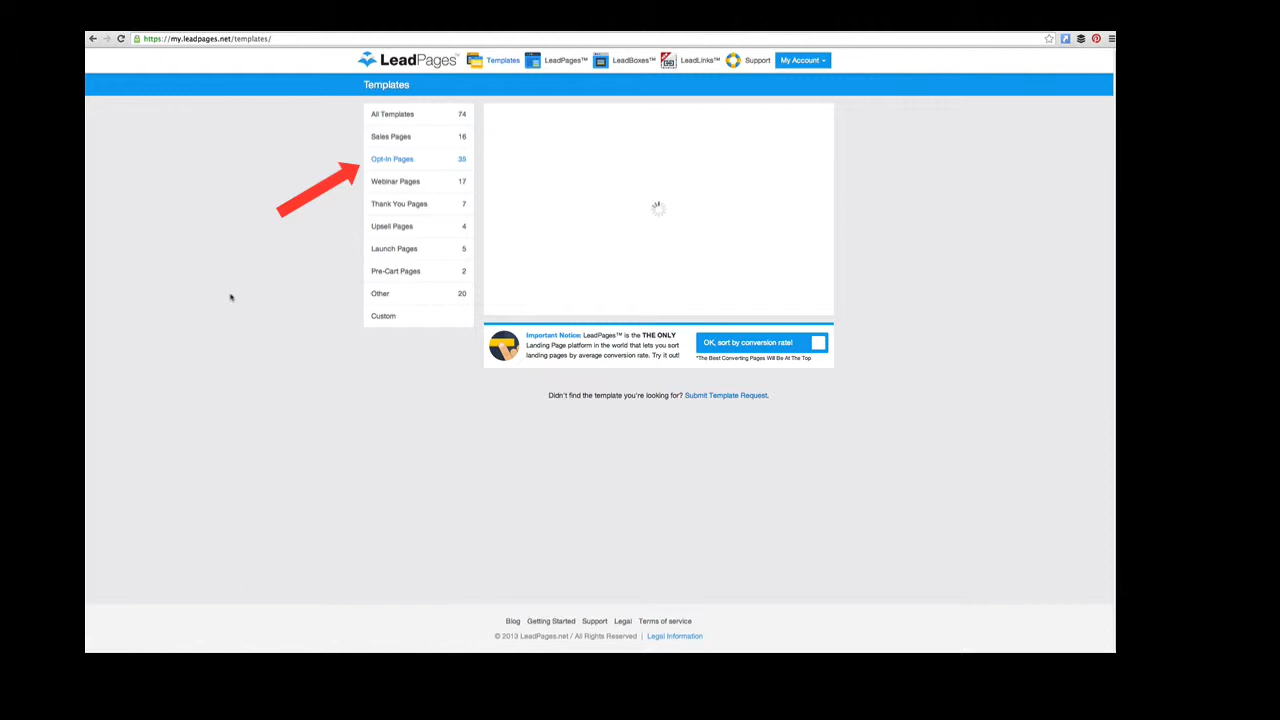 https://my.leadpages.net/templates/
LeadPages™ Templates LeadPages™ LeadBoxes™ LeadLinks™ Support My Account
Templates
All Templates 74
Sales Pages 16
Opt-In Pages 35
Webinar Pages 17
Thank You Pages 7
Upsell Pages 4
Launch Pages 5
Pre-Cart Pages 2
Other 20
Custom
Important Notice: LeadPages™ is the THE ONLY
Landing Page platform in the world that lets you sort
landing pages by average conversion rate. Try it out!
OK, sort by conversion rate!
*The Best Converting Pages Will Be At The Top
Didn't find the template you're looking for? Submit Template Request.
Blog Getting Started Support Legal Terms of service
© 2013 LeadPages.net / All Rights Reserved | Legal Information